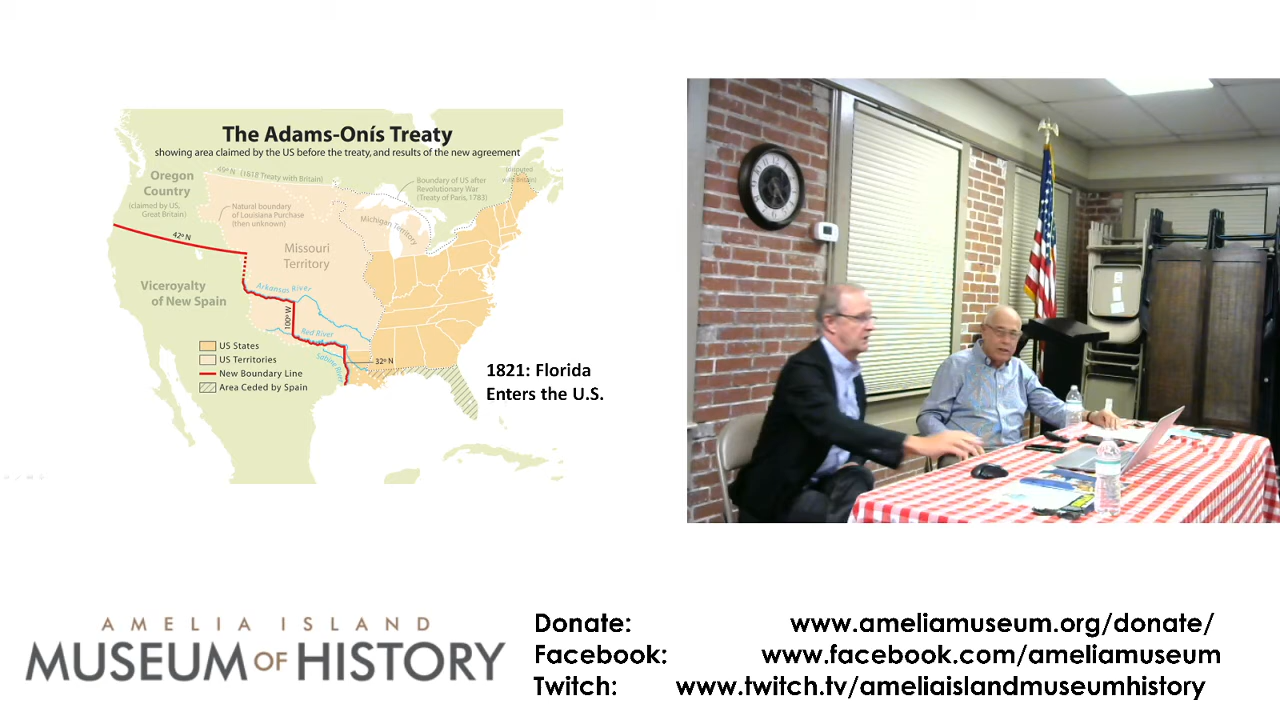 The Adams-Onís Treaty
showing area claimed by the US before the treaty, and results of the new agreement
49º N (1818 Treaty with Britain)
Oregon
Country
(claimed by US,
Great Britain)
Natural boundary
of Louisiana Purchase
(then unknown)
Boundary of US after
Revolutionary War
(Treaty of Paris, 1783)
Michigan Territory
42º N
Missouri
Territory
Viceroyalty
of New Spain
Arkansas River
100º W
Red River
Sabine River
32º N
US States
US Territories
New Boundary Line
Area Ceded by Spain
1821: Florida
Enters the U.S.
AMELIA ISLAND
MUSEUM OF HISTORY
Donate: www.ameliamuseum.org/donate/
Facebook: www.facebook.com/ameliamuseum
Twitch: www.twitch.tv/ameliaislandmuseumhistory